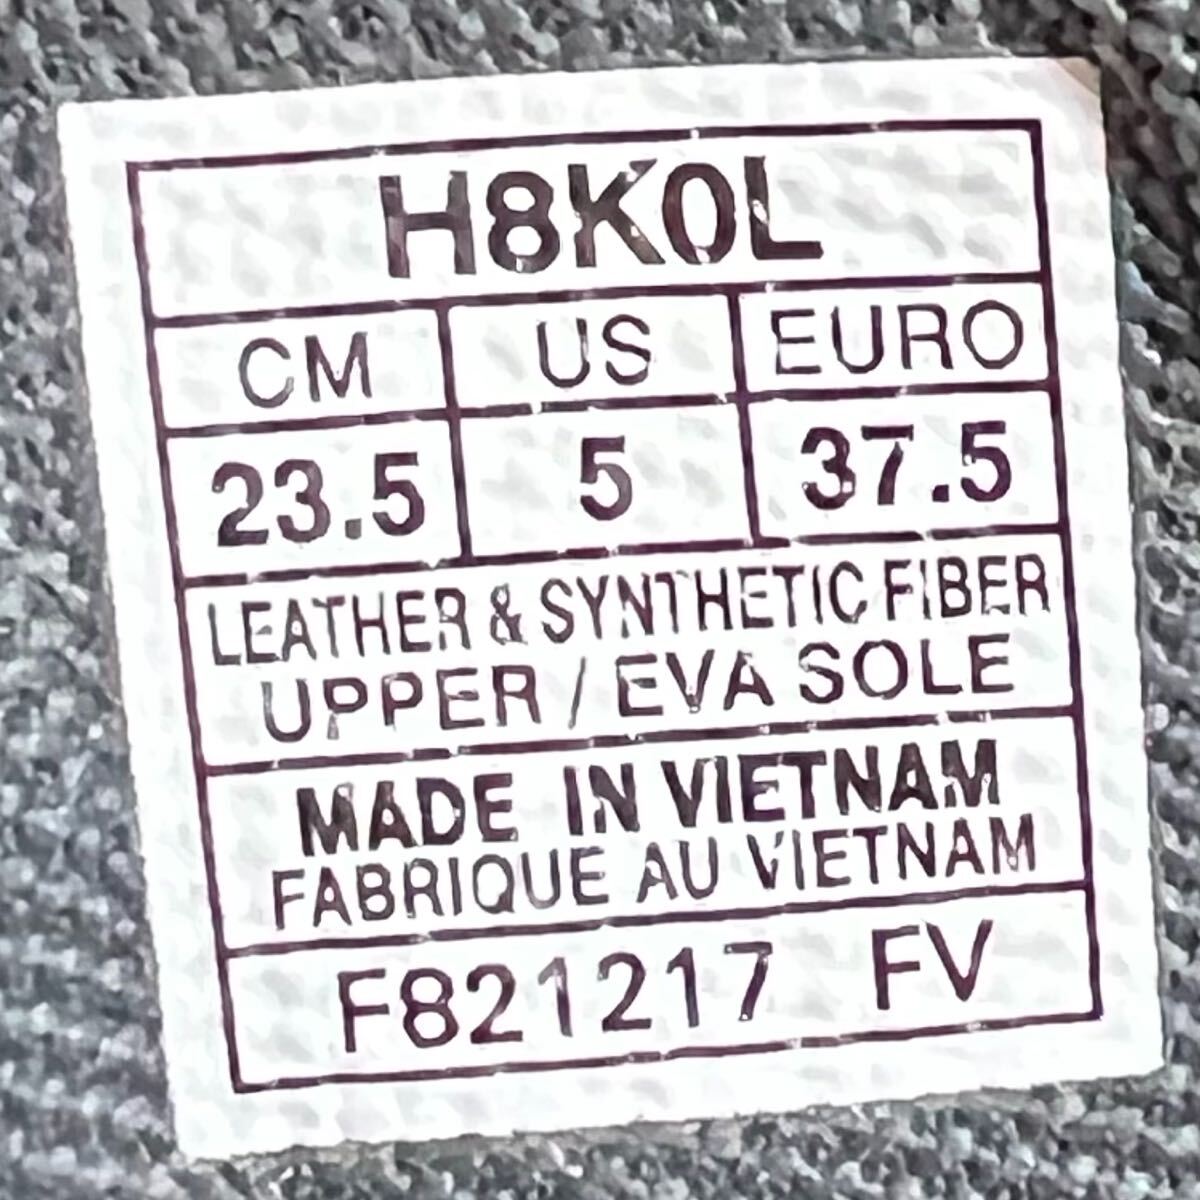 H8K0L
CM US EURO
23.5 5 37.5
LEATHER & SYNTHETIC FIBER
UPPER / EVA SOLE
MADE IN VIETNAM
FABRIQUE AU VIETNAM
F821217 FV